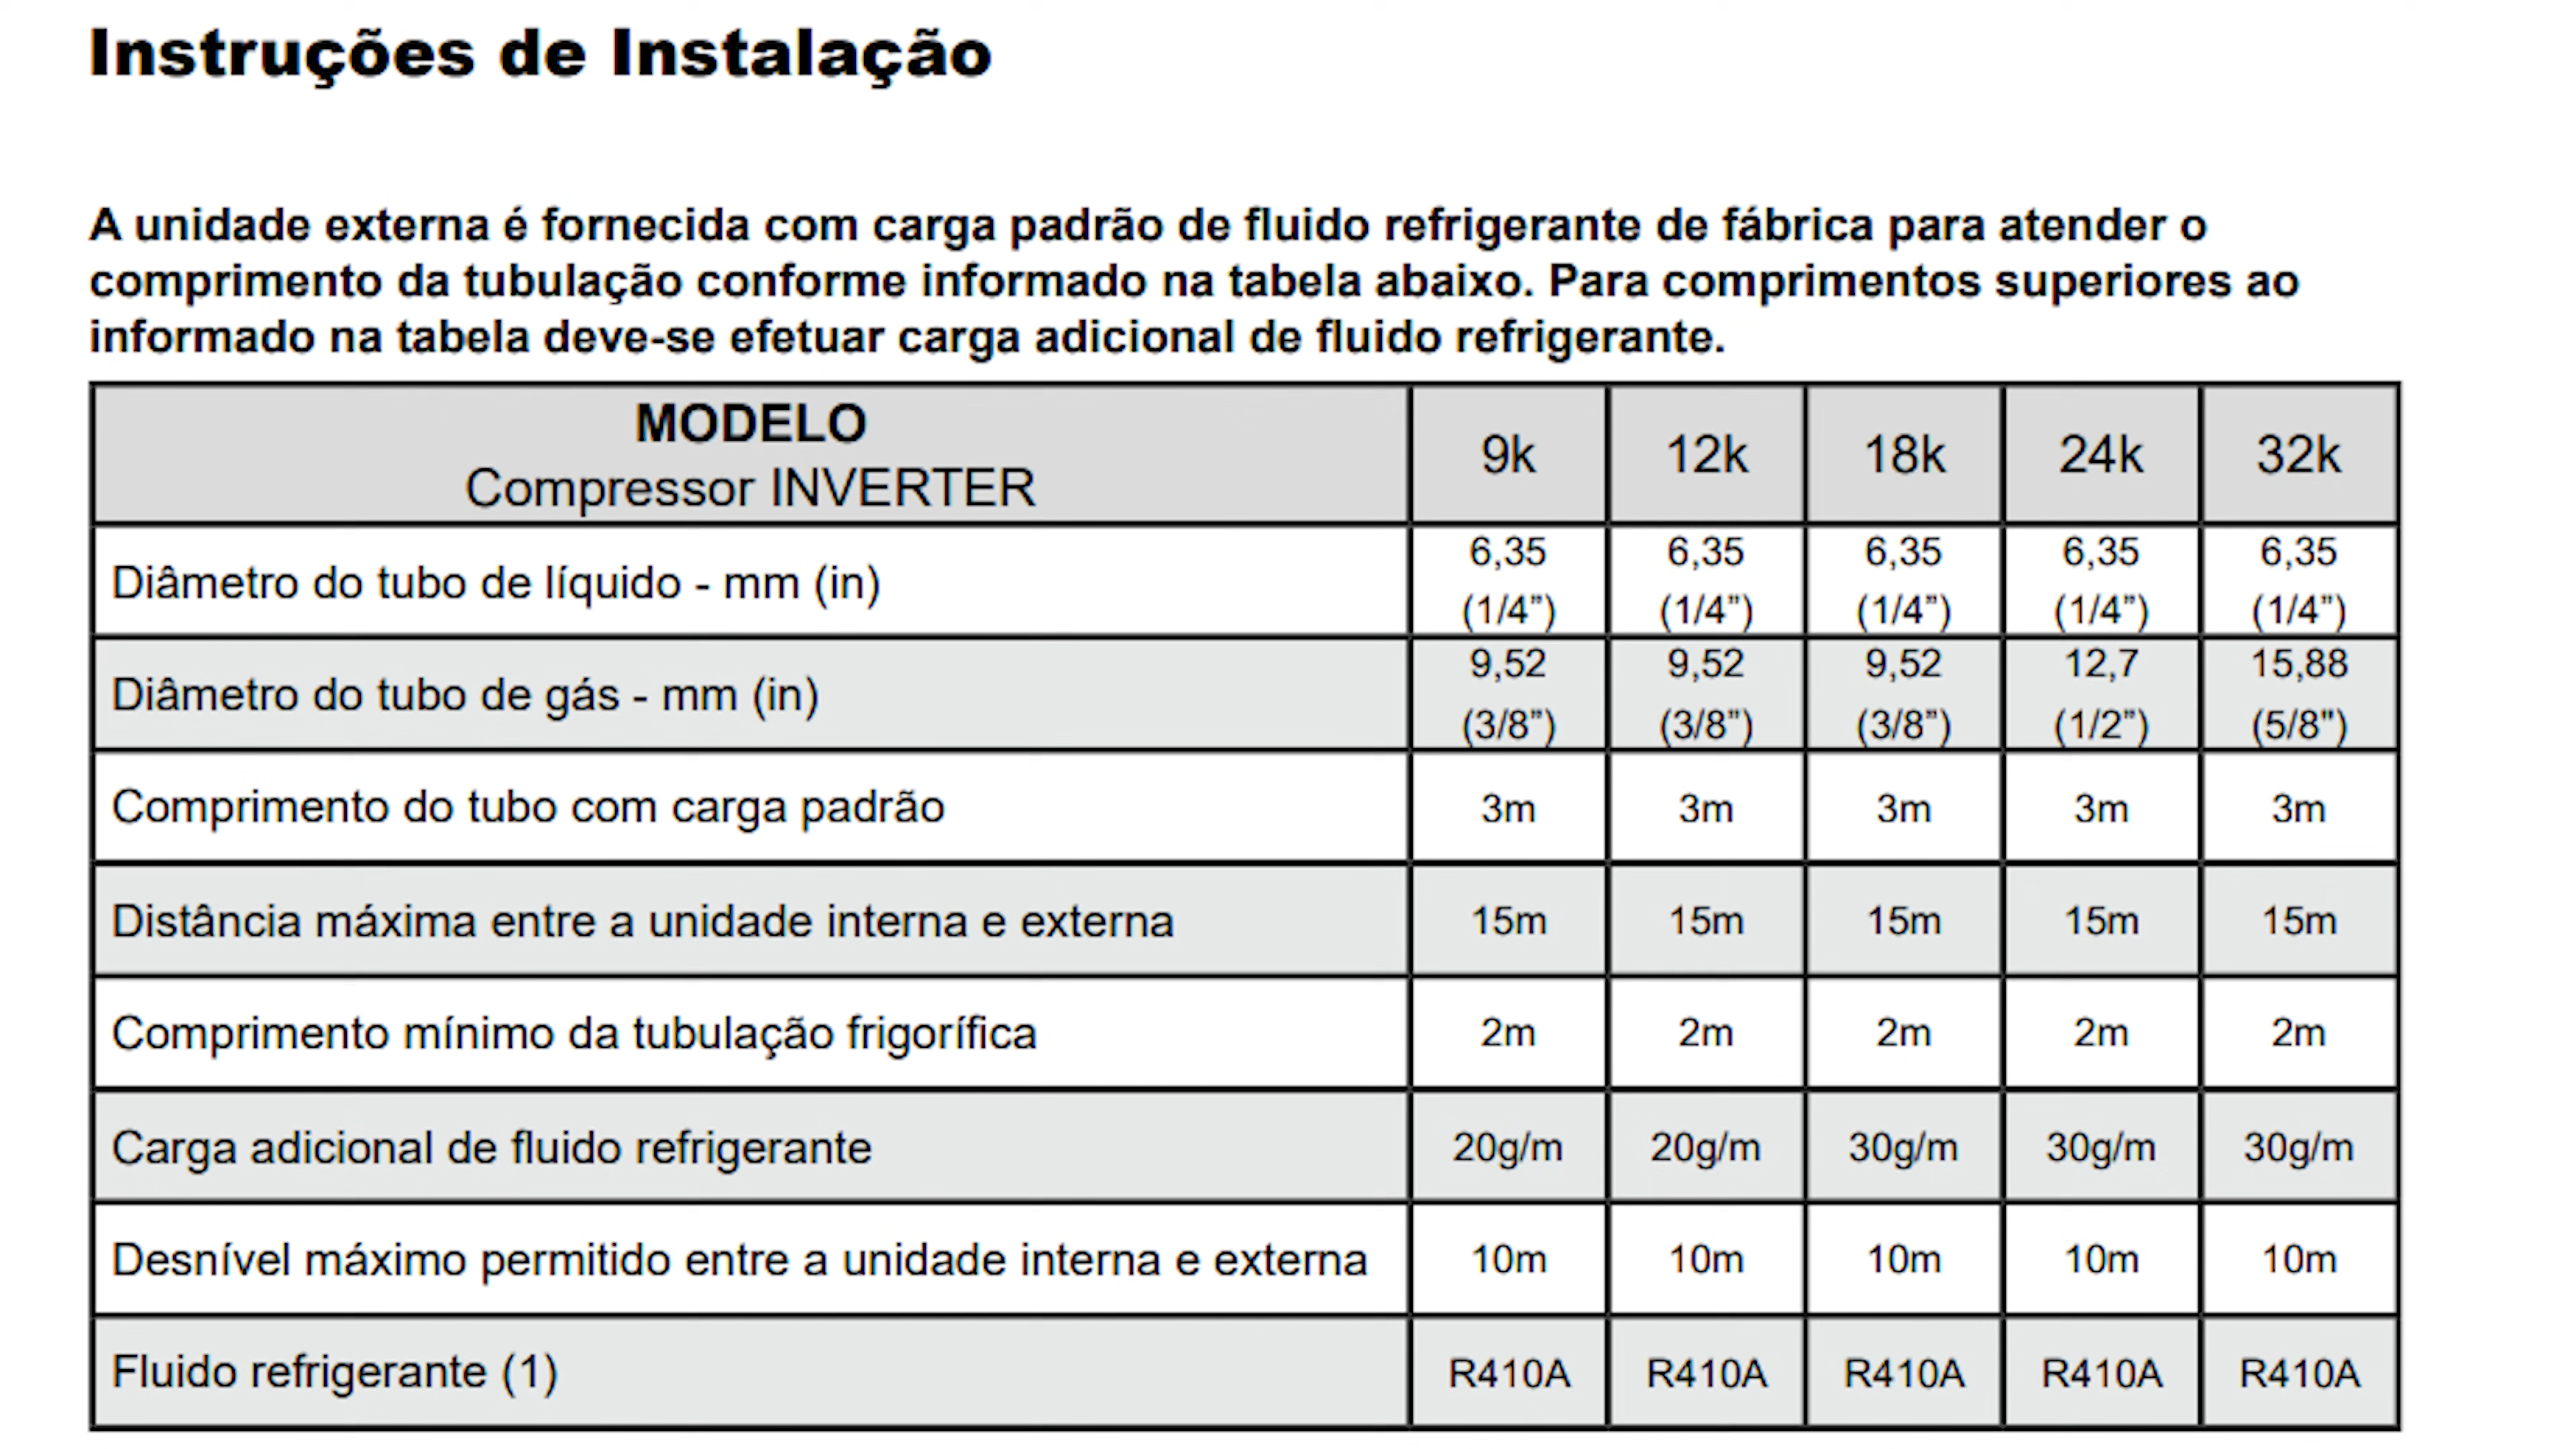 Instruções de Instalação
A unidade externa é fornecida com carga padrão de fluido refrigerante de fábrica para atender o
comprimento da tubulação conforme informado na tabela abaixo. Para comprimentos superiores ao
informado na tabela deve-se efetuar carga adicional de fluido refrigerante.
MODELO
Compressor INVERTER 9k 12k 18k 24k 32k
Diâmetro do tubo de líquido - mm (in) 6,35 (1/4”) 6,35 (1/4”) 6,35 (1/4”) 6,35 (1/4”) 6,35 (1/4”)
Diâmetro do tubo de gás - mm (in) 9,52 (3/8”) 9,52 (3/8”) 9,52 (3/8”) 12,7 (1/2”) 15,88 (5/8")
Comprimento do tubo com carga padrão 3m 3m 3m 3m 3m
Distância máxima entre a unidade interna e externa 15m 15m 15m 15m 15m
Comprimento mínimo da tubulação frigorífica 2m 2m 2m 2m 2m
Carga adicional de fluido refrigerante 20g/m 20g/m 30g/m 30g/m 30g/m
Desnível máximo permitido entre a unidade interna e externa 10m 10m 10m 10m 10m
Fluido refrigerante (1) R410A R410A R410A R410A R410A